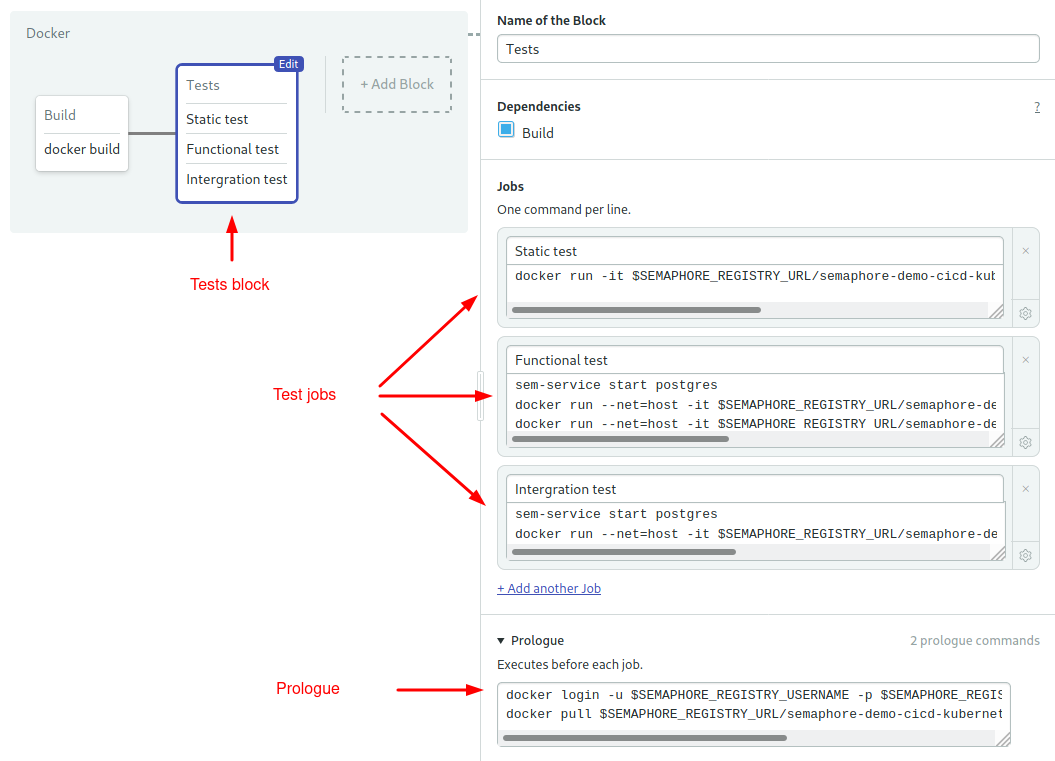 Docker
Edit
Tests
Static test
Functional test
Intergration test
+ Add Block
Build
docker build
Tests block
Test jobs
Prologue
Name of the Block
Tests
Dependencies
?
Build
Jobs
One command per line.
Static test
×
docker run -it $SEMAPHORE_REGISTRY_URL/semaphore-demo-cicd-kub
Functional test
×
sem-service start postgres
docker run --net=host -it $SEMAPHORE_REGISTRY_URL/semaphore-de
docker run --net=host -it $SEMAPHORE_REGISTRY_URL/semaphore-de
Intergration test
×
sem-service start postgres
docker run --net=host -it $SEMAPHORE_REGISTRY_URL/semaphore-de
+ Add another Job
▼ Prologue
2 prologue commands
Executes before each job.
docker login -u $SEMAPHORE_REGISTRY_USERNAME -p $SEMAPHORE_REGIS
docker pull $SEMAPHORE_REGISTRY_URL/semaphore-demo-cicd-kubernet